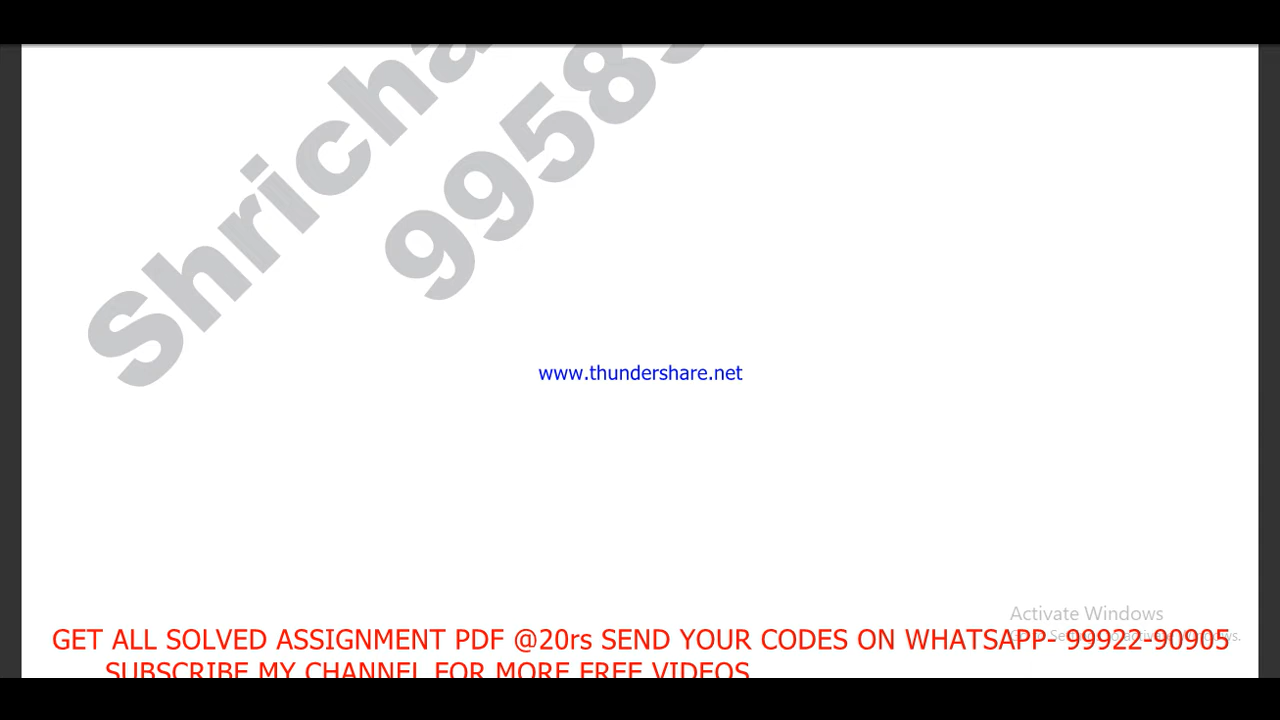 Shricha
9958
www.thundershare.net
Activate Windows
GET ALL SOLVED ASSIGNMENT PDF @20rs SEND YOUR CODES ON WHATSAPP- 99922-90905
SUBSCRIBE MY CHANNEL FOR MORE FREE VIDEOS